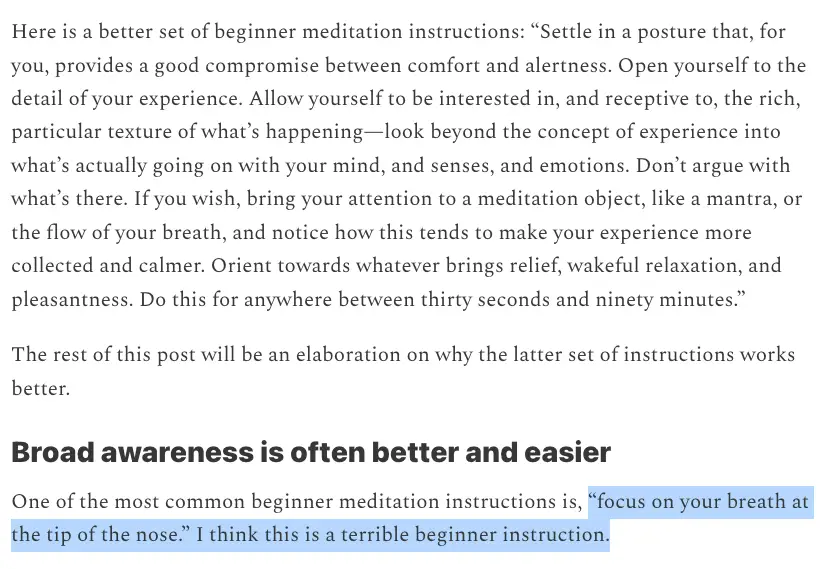 Here is a better set of beginner meditation instructions: “Settle in a posture that, for
you, provides a good compromise between comfort and alertness. Open yourself to the
detail of your experience. Allow yourself to be interested in, and receptive to, the rich,
particular texture of what’s happening—look beyond the concept of experience into
what’s actually going on with your mind, and senses, and emotions. Don’t argue with
what’s there. If you wish, bring your attention to a meditation object, like a mantra, or
the flow of your breath, and notice how this tends to make your experience more
collected and calmer. Orient towards whatever brings relief, wakeful relaxation, and
pleasantness. Do this for anywhere between thirty seconds and ninety minutes.”
The rest of this post will be an elaboration on why the latter set of instructions works
better.
Broad awareness is often better and easier
One of the most common beginner meditation instructions is, “focus on your breath at
the tip of the nose.” I think this is a terrible beginner instruction.